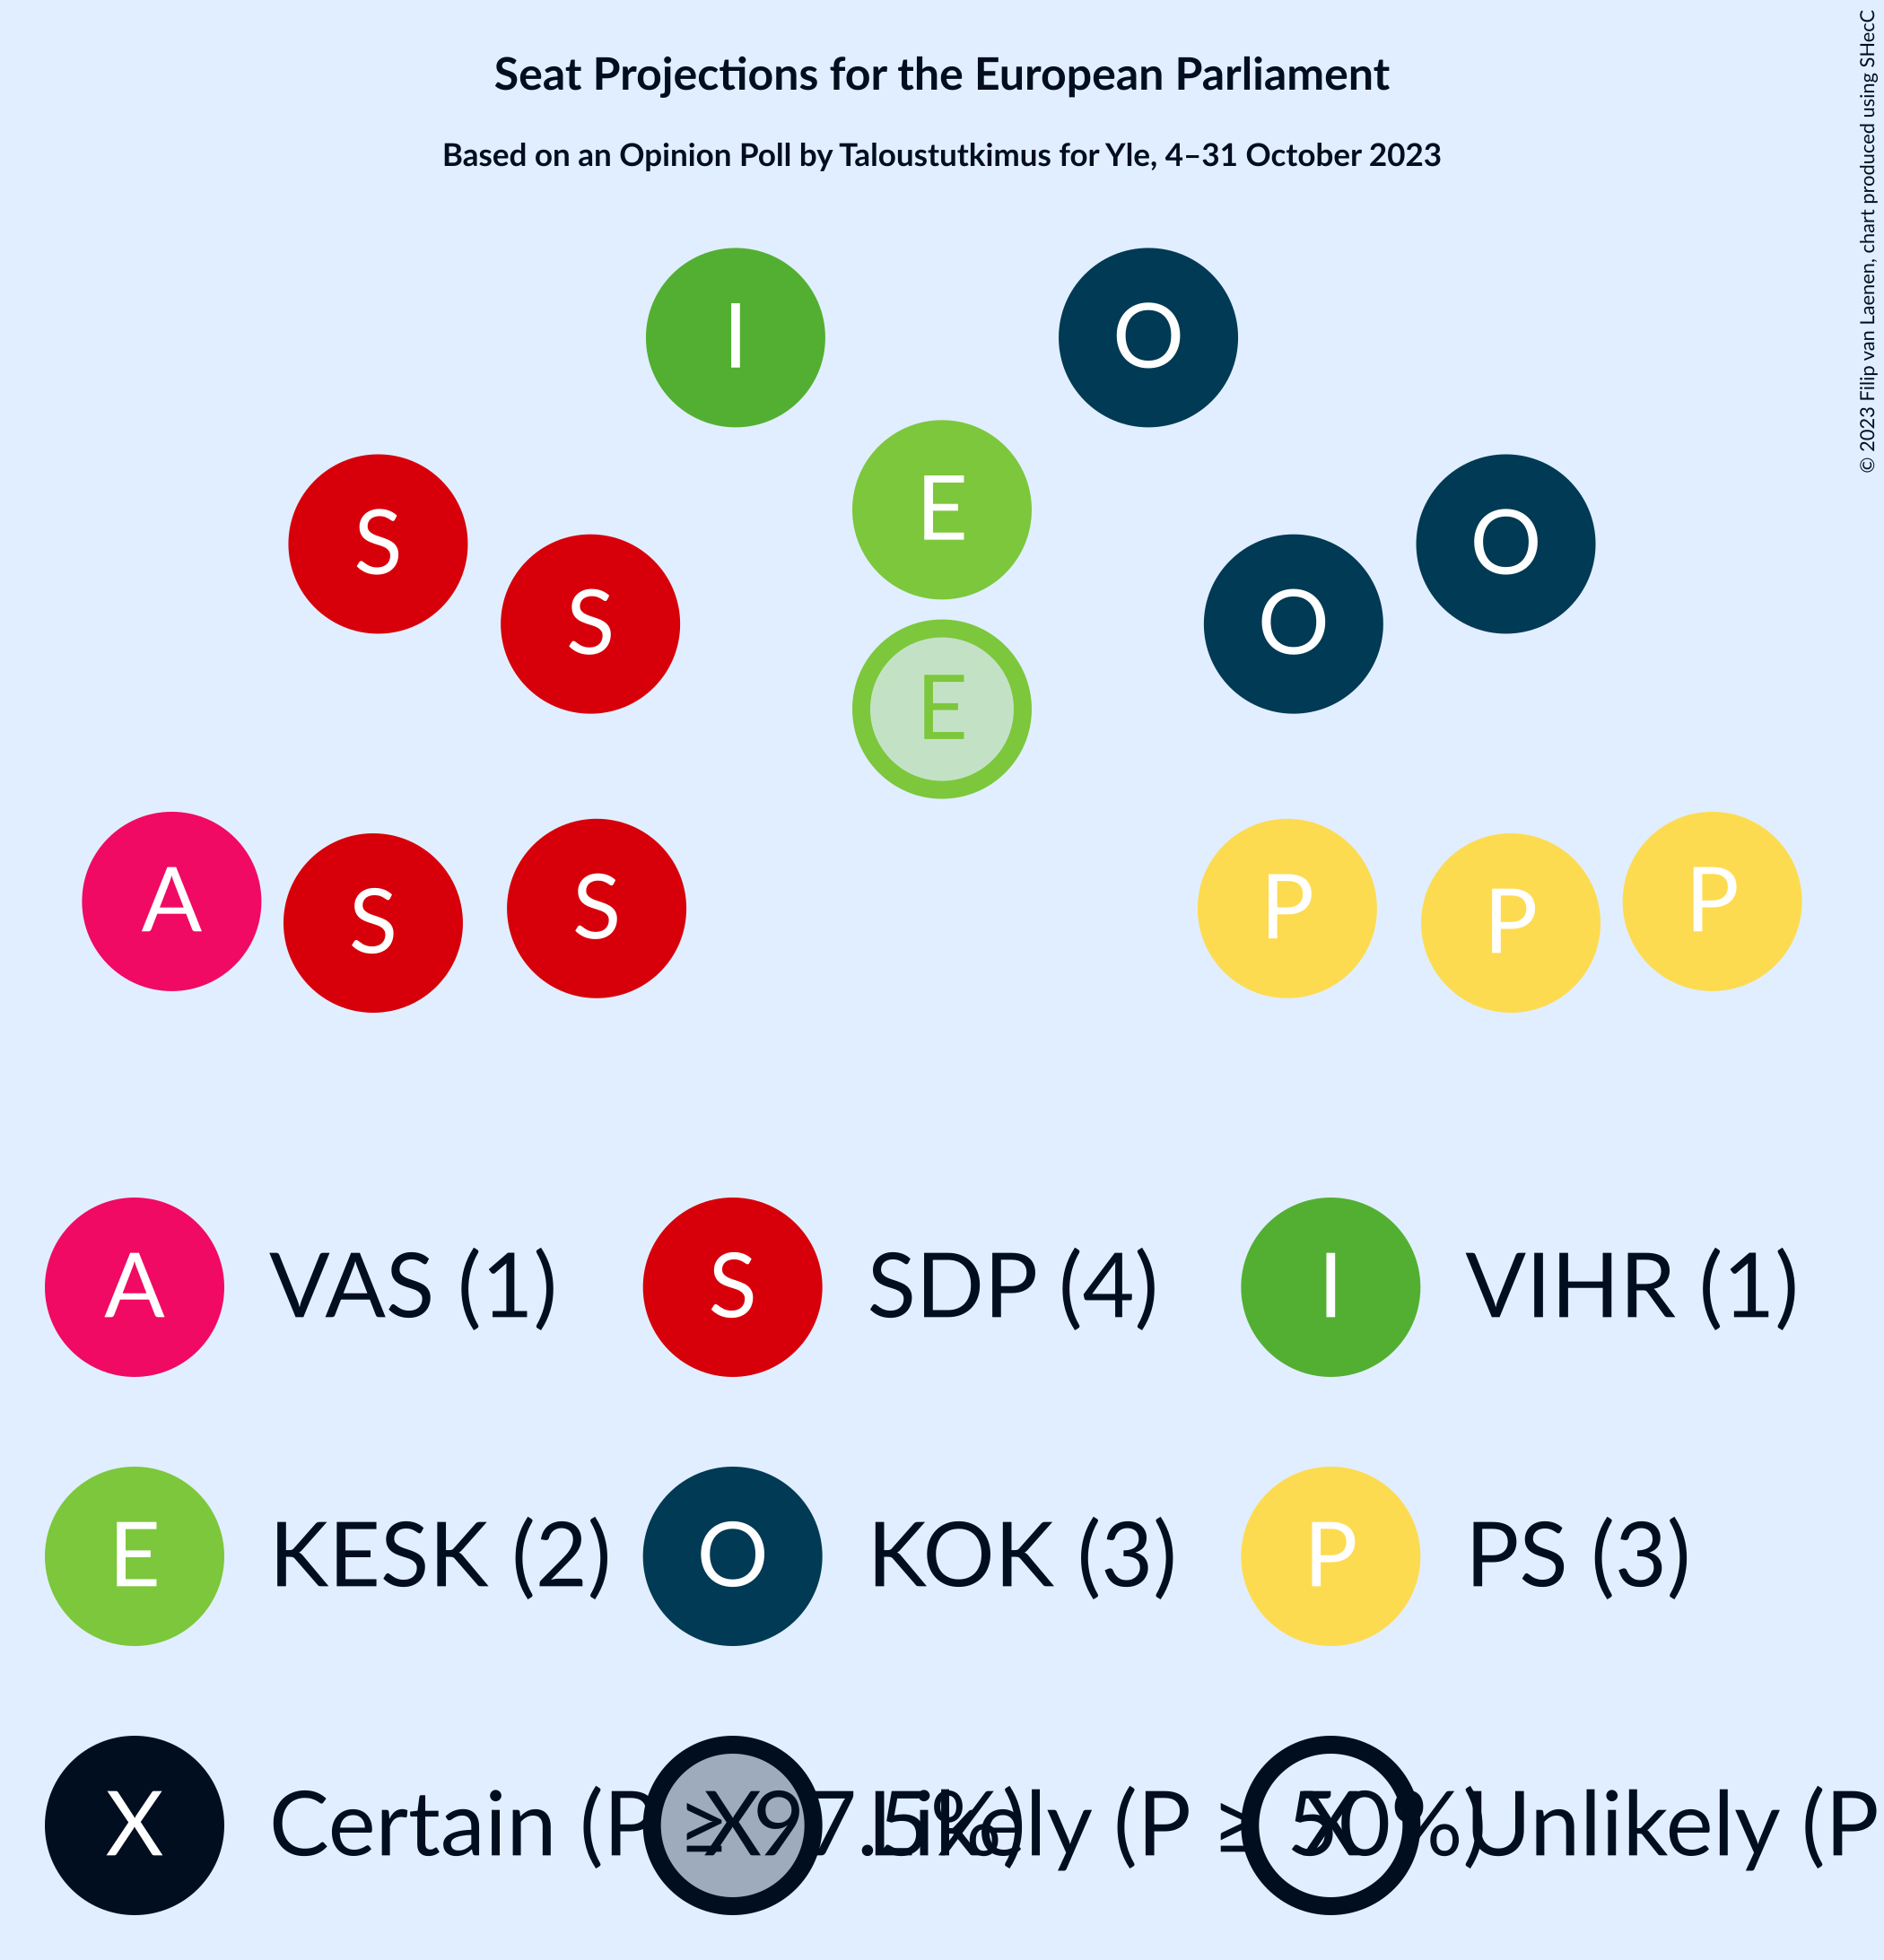 Seat Projections for the European Parliament
Based on an Opinion Poll by Taloustutkimus for Yle, 4–31 October 2023
© 2023 Filip van Laenen, chart produced using SHecC
I O
S E O
S O
E
A S S P P P
A VAS (1) S SDP (4) I VIHR (1)
E KESK (2) O KOK (3) P PS (3)
X Certain (P ≥ 97.5%) X Likely (P ≥ 50%) X Unlikely (P